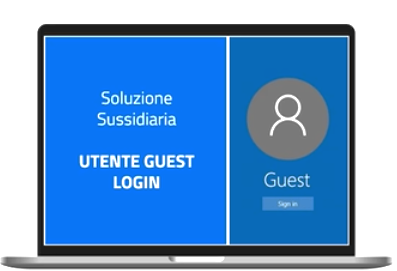 Soluzione
Sussidiaria
UTENTE GUEST
LOGIN
Guest
Sign in